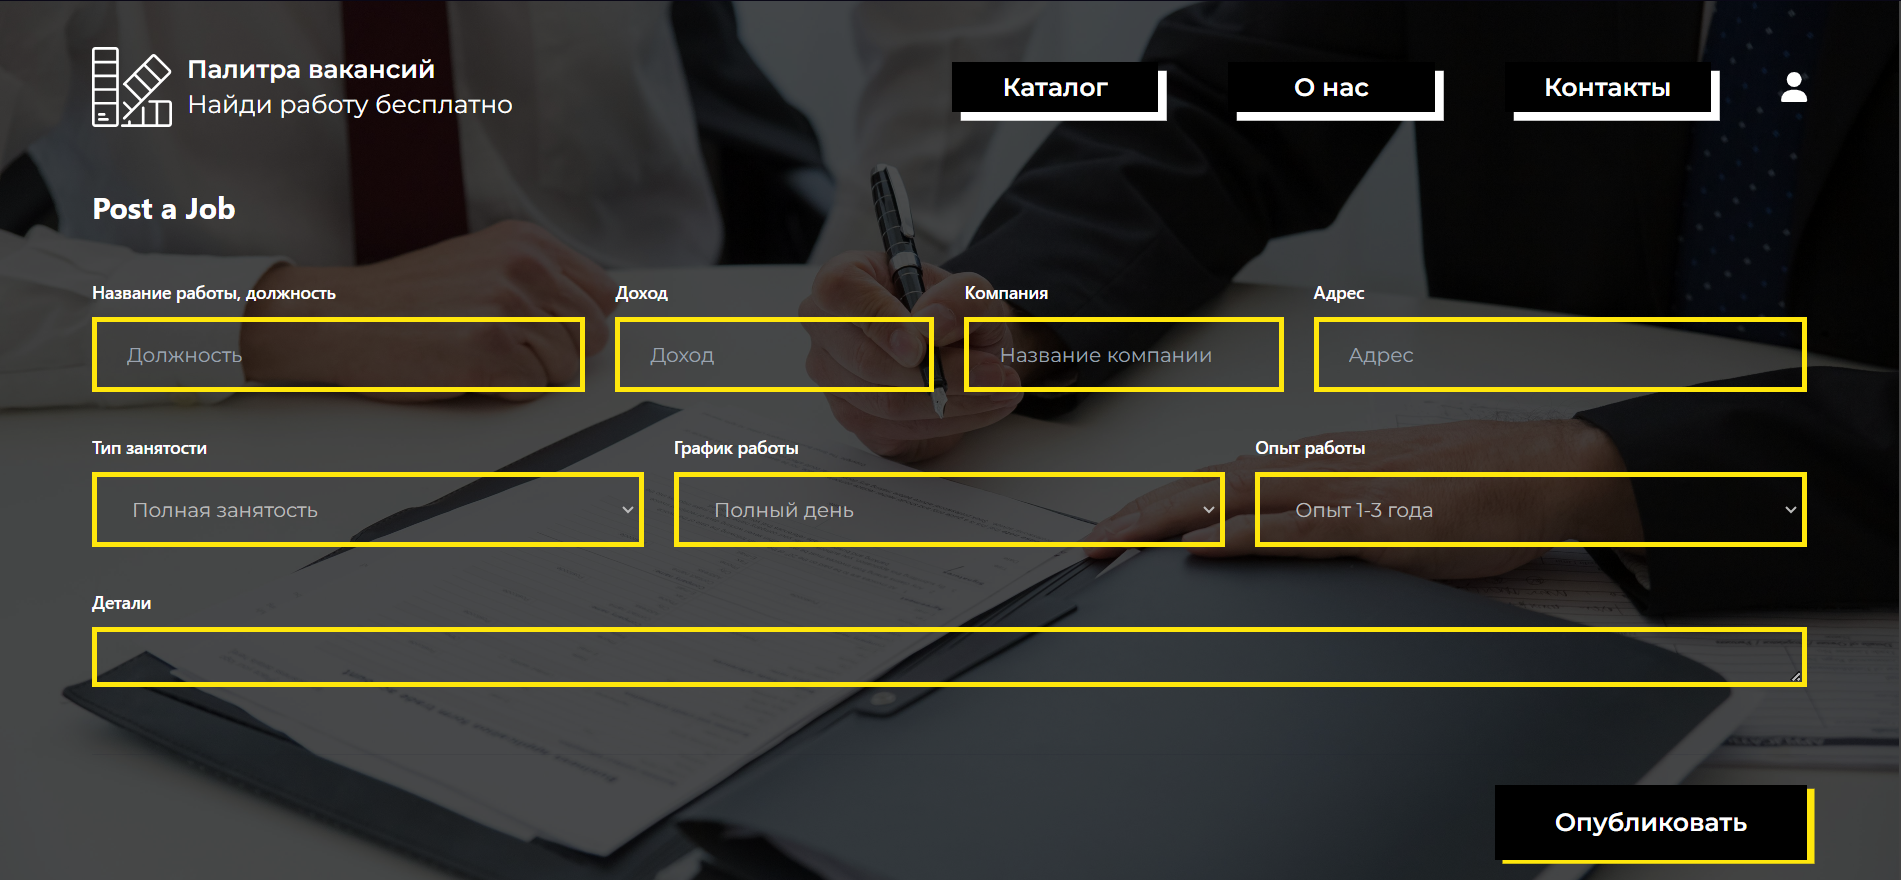 Палитра вакансий
Найди работу бесплатно
Каталог
О нас
Контакты
Post a Job
Название работы, должность
Доход
Компания
Адрес
Должность
Доход
Название компании
Адрес
Тип занятости
График работы
Опыт работы
Полная занятость
Полный день
Опыт 1-3 года
Детали
Опубликовать